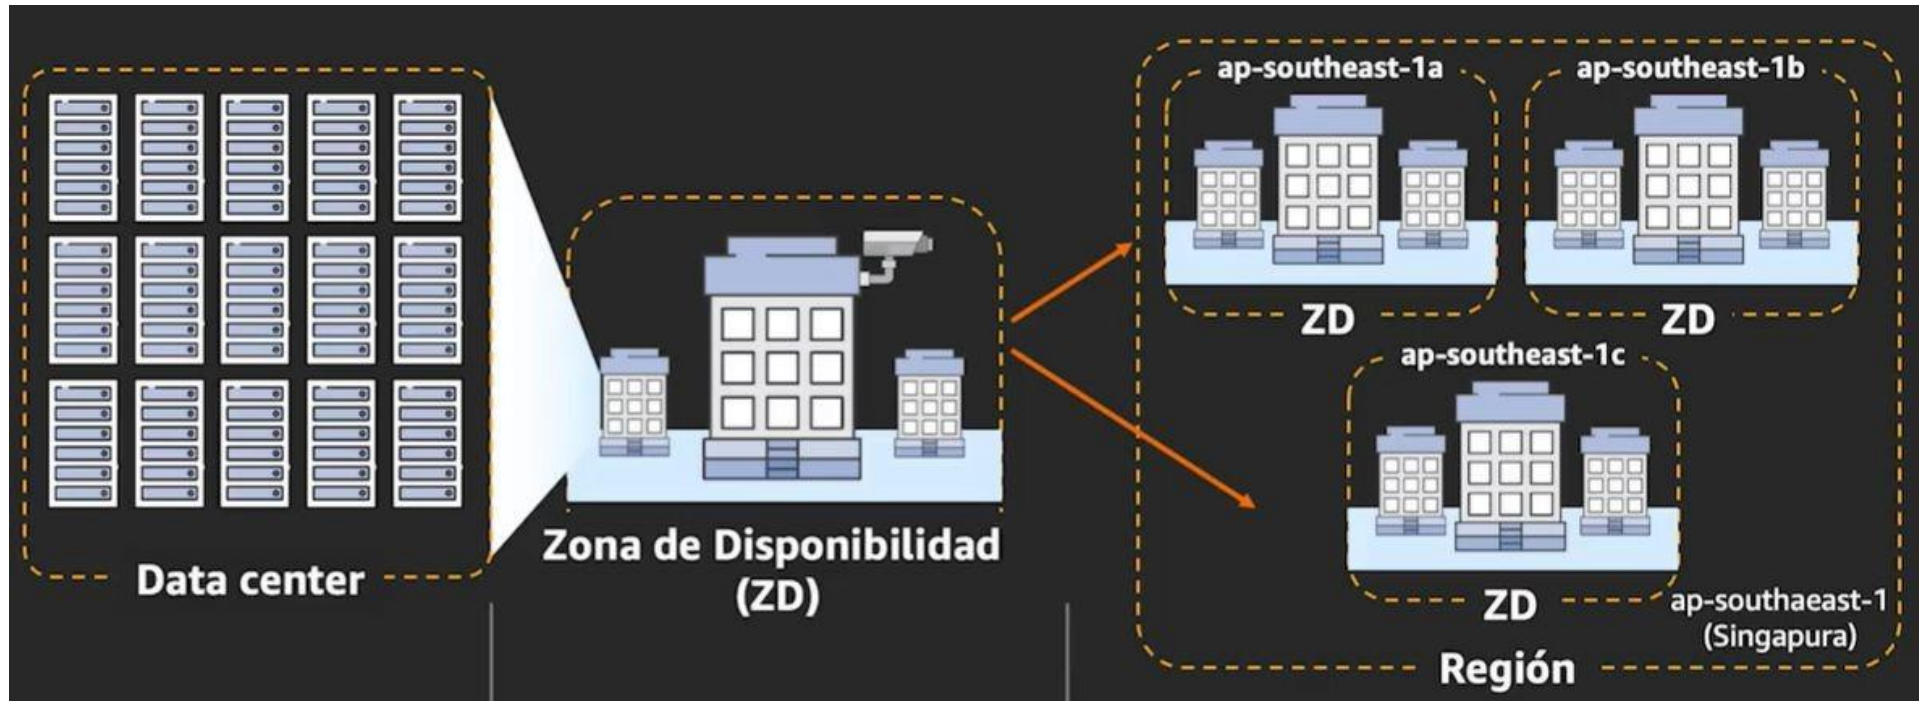 Data center
Zona de Disponibilidad
(ZD)
ap-southeast-1a
ap-southeast-1b
ZD
ZD
ap-southeast-1c
ZD
ap-southaeast-1
(Singapura)
Región